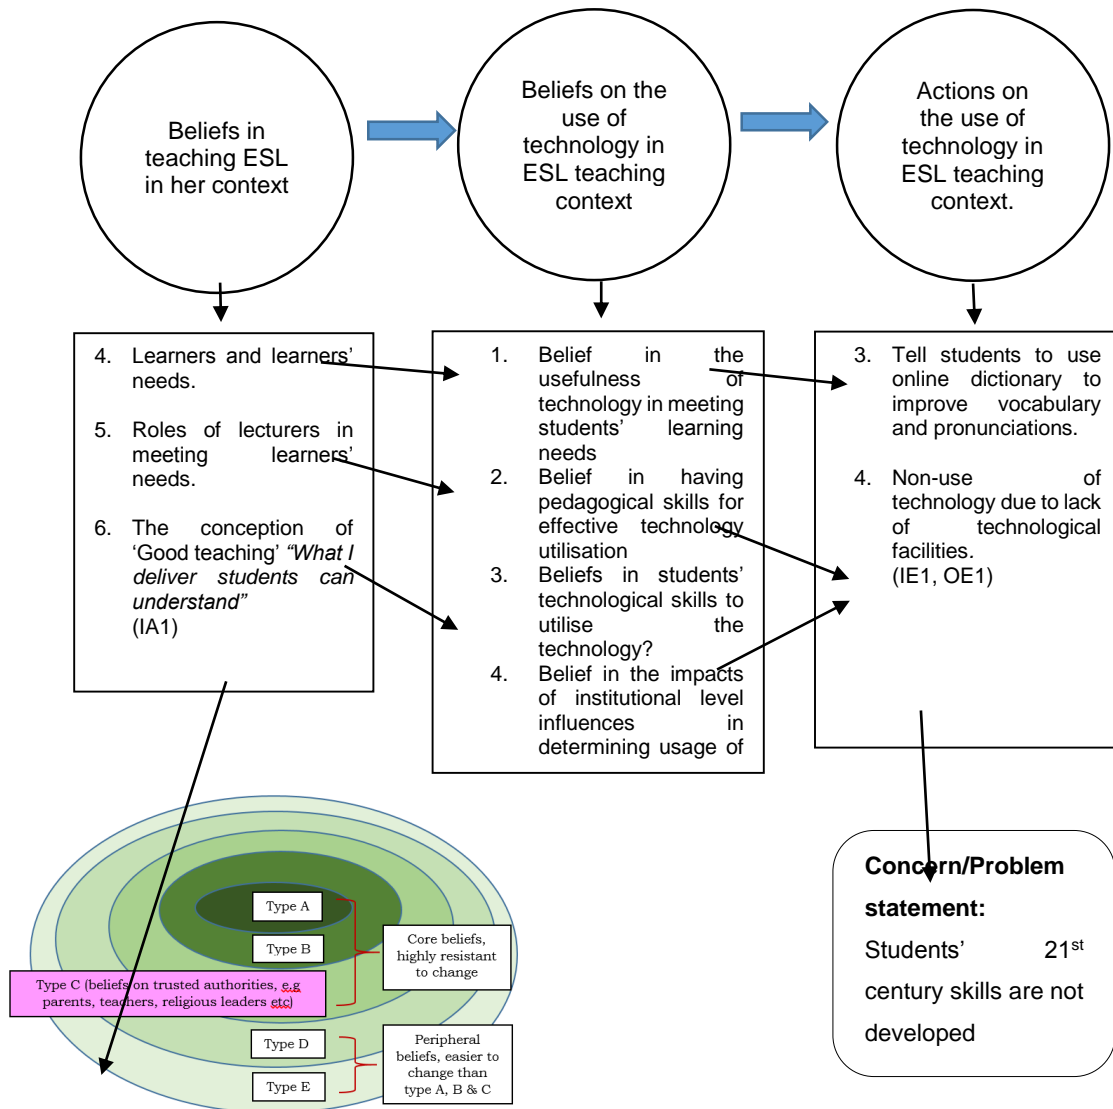 Beliefs in
teaching ESL
in her context
Beliefs on the
use of
technology in
ESL teaching
context
Actions on
the use of
technology in
ESL teaching
context.
4. Learners and learners’
needs.
5. Roles of lecturers in
meeting learners’
needs.
6. The conception of
‘Good teaching’ “What I
deliver students can
understand”
(IA1)
1. Belief in the
usefulness of
technology in meeting
students’ learning
needs
2. Belief in having
pedagogical skills for
effective technology
utilisation
3. Beliefs in students’
technological skills to
utilise the
technology?
4. Belief in the impacts
of institutional level
influences in
determining usage of
3. Tell students to use
online dictionary to
improve vocabulary
and pronunciations.
4. Non-use of
technology due to lack
of technological
facilities.
(IE1, OE1)
Type A
Type B
Type C (beliefs on trusted authorities, e.g
parents, teachers, religious leaders etc)
Type D
Type E
Core beliefs,
highly resistant
to change
Peripheral
beliefs, easier to
change than
type A, B & C
Concern/Problem
statement:
Students’ 21st
century skills are not
developed